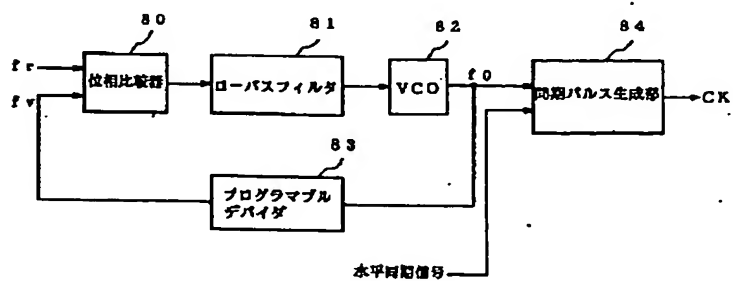 80
81
82
84
fr
fv
位相比較器
ローパスフィルタ
VCO
f0
同期パルス生成部
CK
83
プログラマブル
デバイダ
水平同期信号